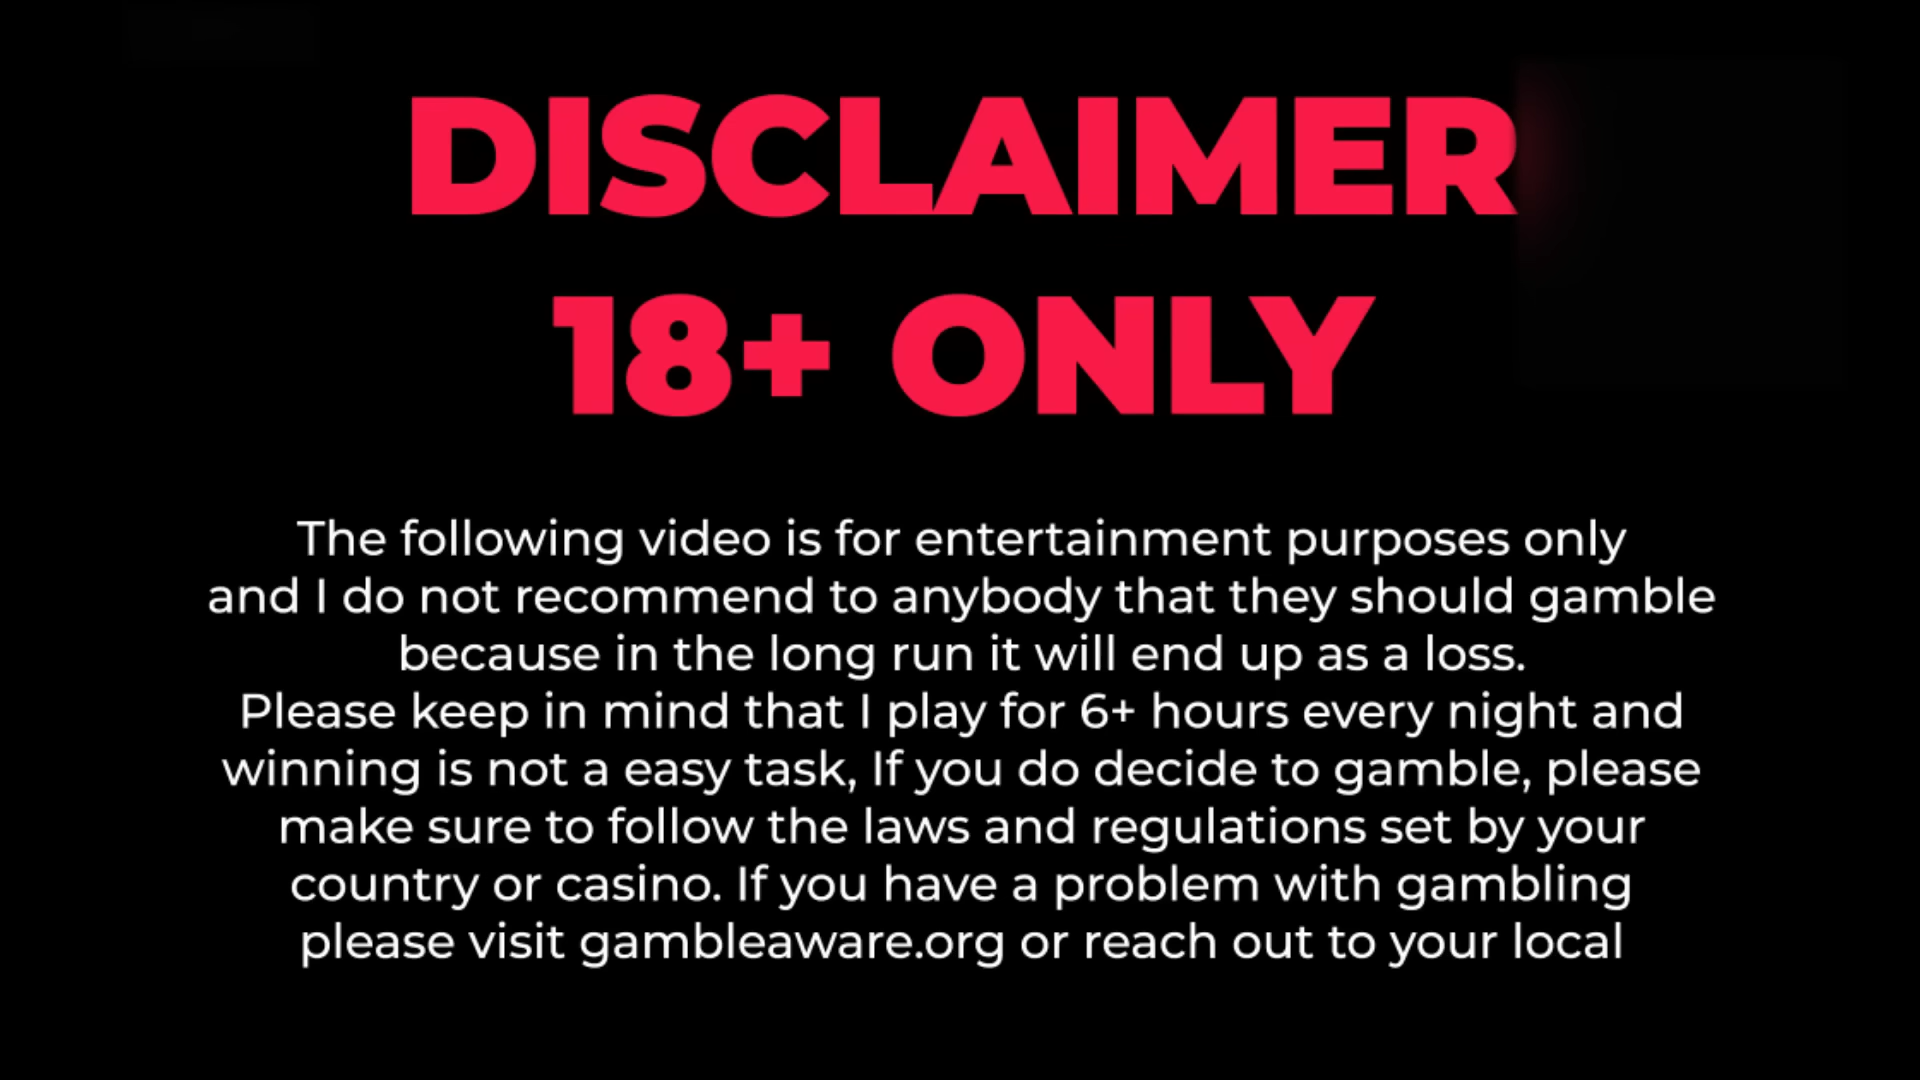 DISCLAIMER
18+ ONLY
The following video is for entertainment purposes only
and I do not recommend to anybody that they should gamble
because in the long run it will end up as a loss.
Please keep in mind that I play for 6+ hours every night and
winning is not a easy task, If you do decide to gamble, please
make sure to follow the laws and regulations set by your
country or casino. If you have a problem with gambling
please visit gambleaware.org or reach out to your local